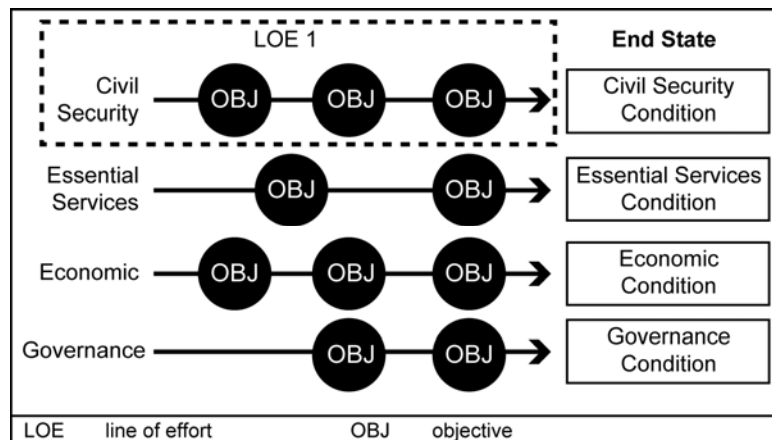 LOE 1
End State
Civil
Security
OBJ OBJ OBJ
Civil Security
Condition
Essential
Services
OBJ OBJ
Essential Services
Condition
Economic
OBJ OBJ OBJ
Economic
Condition
Governance
OBJ OBJ
Governance
Condition
LOE line of effort OBJ objective